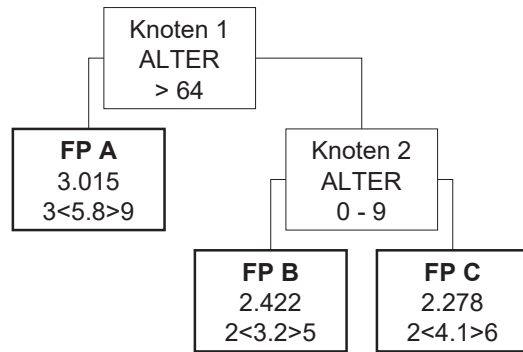 Knoten 1
ALTER
> 64
FP A
3.015
3<5.8>9
Knoten 2
ALTER
0 - 9
FP B
2.422
2<3.2>5
FP C
2.278
2<4.1>6